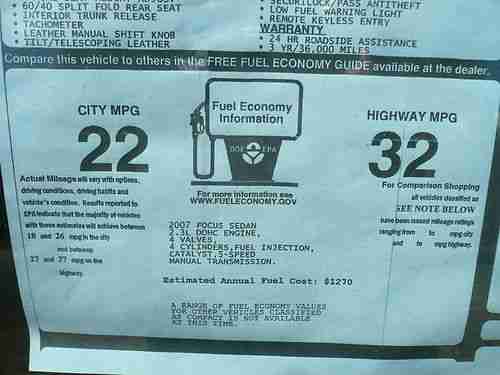 • 60/40 SPLIT FOLD REAR SEAT
• INTERIOR TRUNK RELEASE
• TACHOMETER
• LEATHER MANUAL SHIFT KNOB
• TILT/TELESCOPING LEATHER
• SECURILOCK/PASS ANTITHEFT
• LOW FUEL WARNING LIGHT
• REMOTE KEYLESS ENTRY
WARRANTY
• 24 HR ROADSIDE ASSISTANCE
• 3 YR/36,000 MILES
Compare this vehicle to others in the FREE FUEL ECONOMY GUIDE available at the dealer.
CITY MPG
22
Actual Mileage will vary with options,
driving conditions, driving habits and
vehicle's condition. Results reported to
EPA indicate that the majority of vehicles
with these estimates will achieve between
18 and 26 mpg in the city
and between
27 and 37 mpg on the
highway.
Fuel Economy
Information
DOE EPA
For more information see
WWW.FUELECONOMY.GOV
2007 FOCUS SEDAN
2.3L DOHC ENGINE,
4 VALVES,
4 CYLINDERS, FUEL INJECTION,
CATALYST, 5-SPEED
MANUAL TRANSMISSION.
HIGHWAY MPG
32
For Comparison Shopping
all vehicles classified as
SEE NOTE BELOW
have been issued mileage ratings
ranging from to mpg city
and to mpg highway.
Estimated Annual Fuel Cost: $1270
A RANGE OF FUEL ECONOMY VALUES
FOR OTHER VEHICLES CLASSIFIED
AS COMPACT IS NOT AVAILABLE
AT THIS TIME.